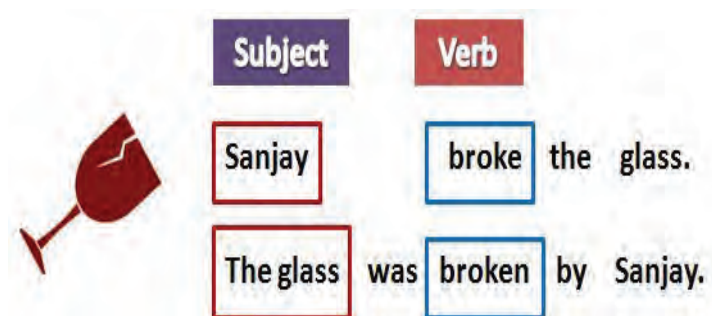 Subject Verb
Sanjay broke the glass.
The glass was broken by Sanjay.